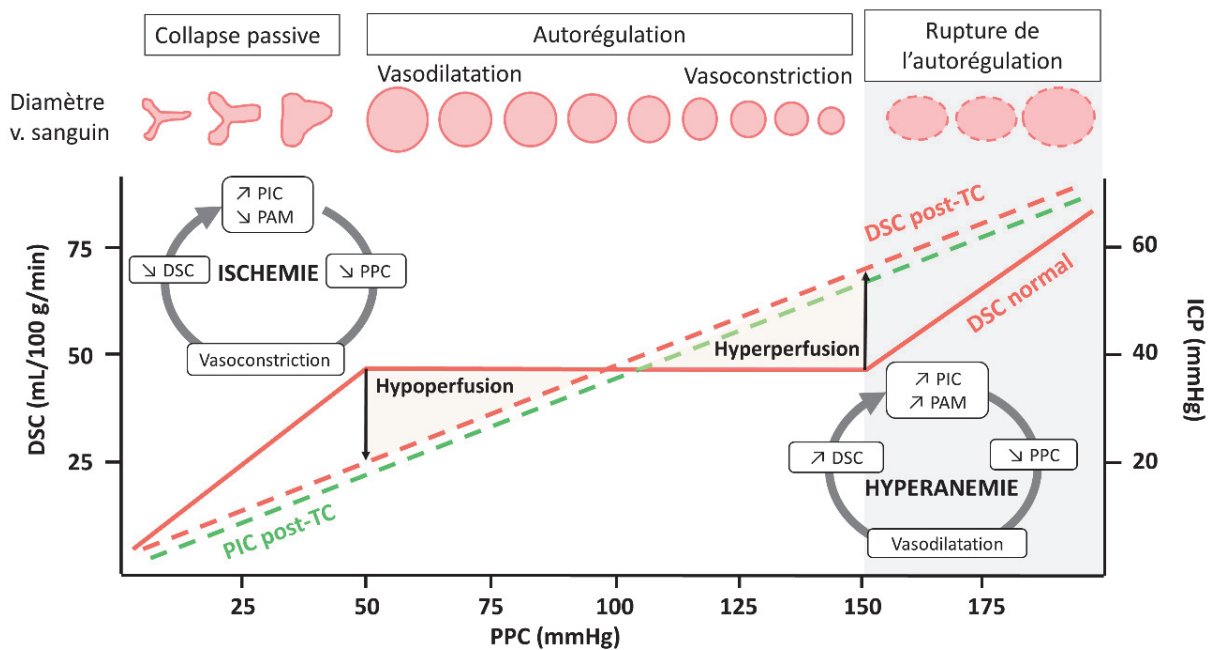 Collapse passive
Autorégulation
Rupture de
l'autorégulation
Vasodilatation
Vasoconstriction
Diamètre
v. sanguin
↗ PIC
↘ PAM
↘ DSC
ISCHEMIE
↘ PPC
Vasoconstriction
DSC post-TC
DSC normal
Hypoperfusion
Hyperperfusion
PIC post-TC
↗ PIC
↗ PAM
↗ DSC
↘ PPC
HYPERANEMIE
Vasodilatation
DSC (mL/100 g/min)
75
50
25
ICP (mmHg)
60
40
20
25
50
75
100
125
150
175
PPC (mmHg)